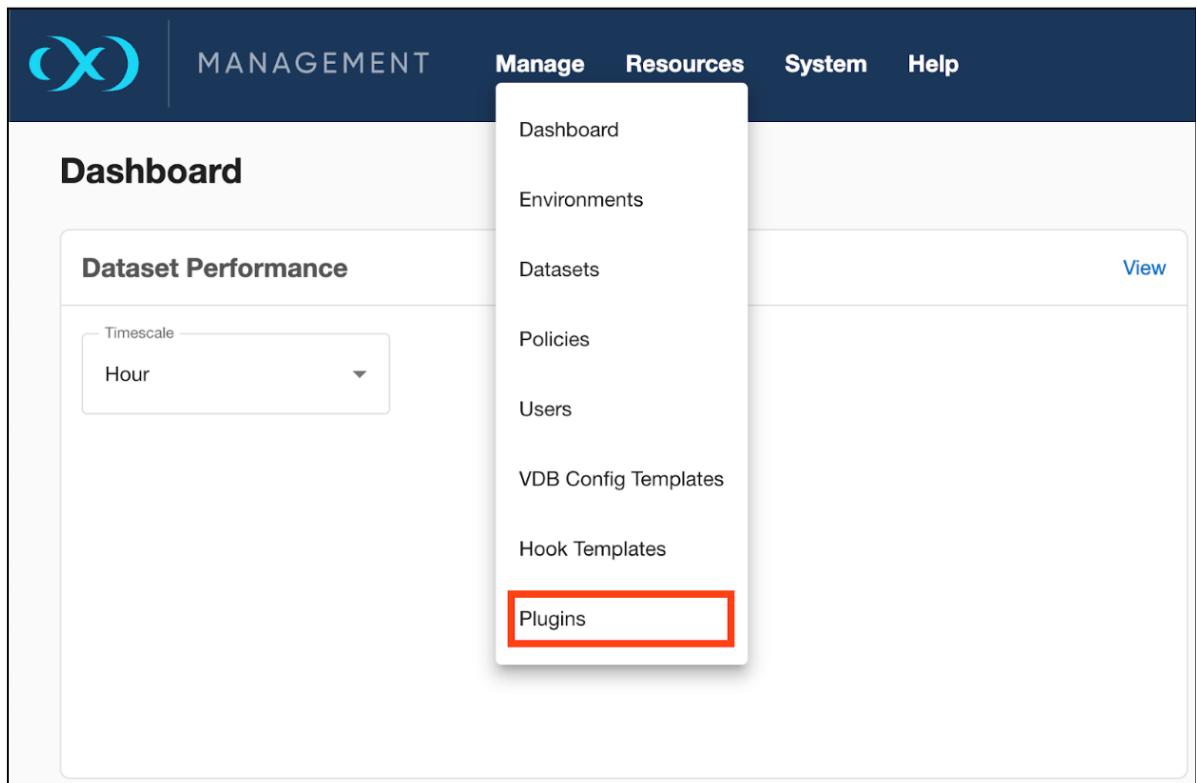 MANAGEMENT
Manage Resources System Help
Dashboard
Dashboard
Environments
Datasets
Policies
Users
VDB Config Templates
Hook Templates
Plugins
Dataset Performance
View
Timescale
Hour